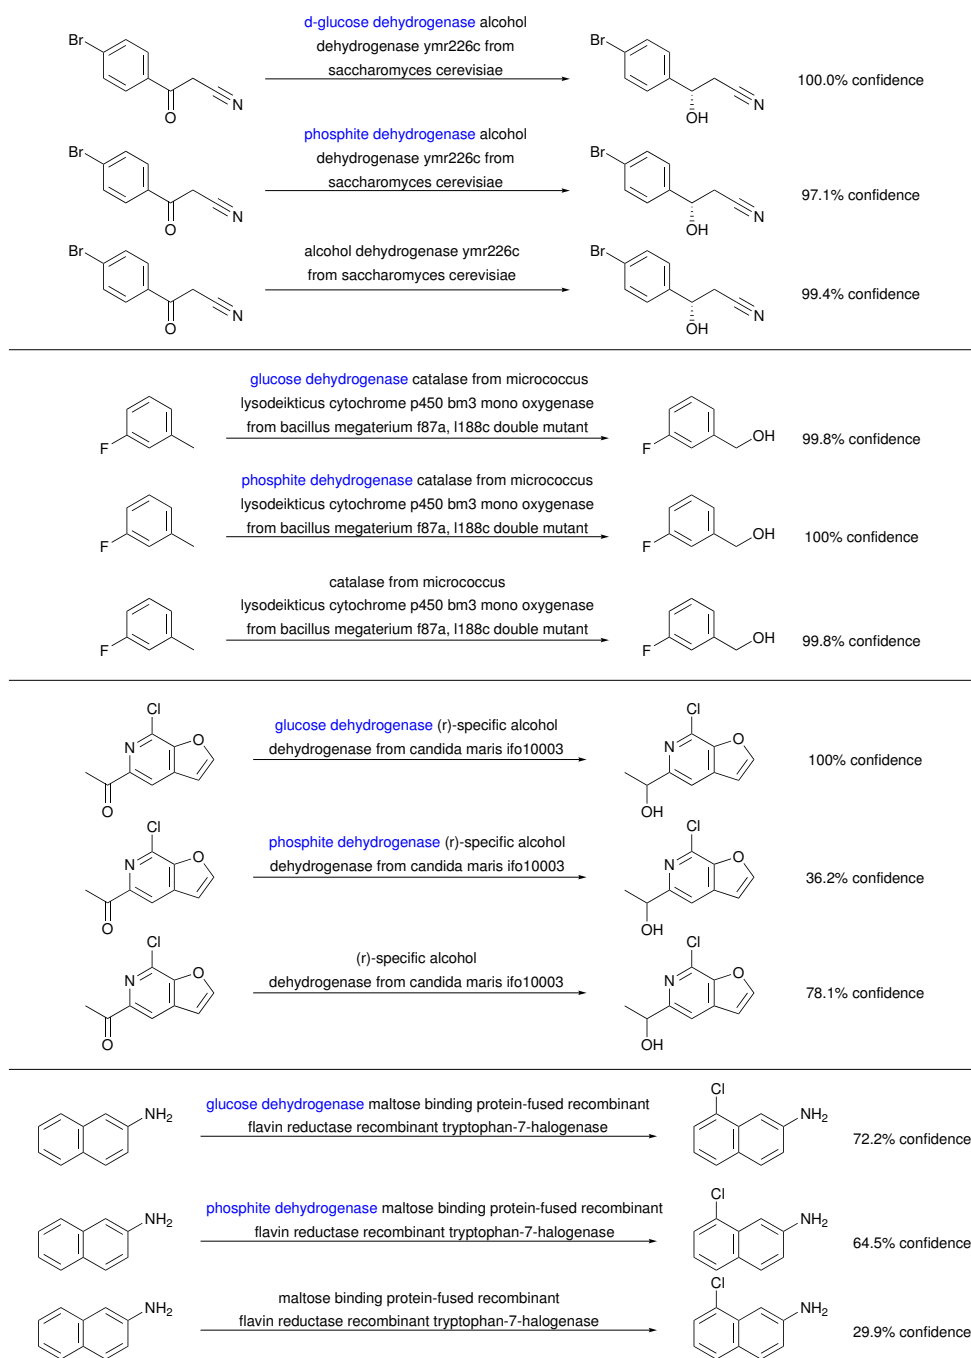 d-glucose dehydrogenase alcohol
dehydrogenase ymr226c from
saccharomyces cerevisiae
Br
O
N
Br
OH
N
100.0% confidence
phosphite dehydrogenase alcohol
dehydrogenase ymr226c from
saccharomyces cerevisiae
Br
O
N
Br
OH
N
97.1% confidence
alcohol dehydrogenase ymr226c
from saccharomyces cerevisiae
Br
O
N
Br
OH
N
99.4% confidence
glucose dehydrogenase catalase from micrococcus
lysodeikticus cytochrome p450 bm3 mono oxygenase
from bacillus megaterium f87a, l188c double mutant
F
F
OH
99.8% confidence
phosphite dehydrogenase catalase from micrococcus
lysodeikticus cytochrome p450 bm3 mono oxygenase
from bacillus megaterium f87a, l188c double mutant
F
F
OH
100% confidence
catalase from micrococcus
lysodeikticus cytochrome p450 bm3 mono oxygenase
from bacillus megaterium f87a, l188c double mutant
F
F
OH
99.8% confidence
glucose dehydrogenase (r)-specific alcohol
dehydrogenase from candida maris ifo10003
Cl
N
O
O
Cl
N
O
OH
100% confidence
phosphite dehydrogenase (r)-specific alcohol
dehydrogenase from candida maris ifo10003
Cl
N
O
O
Cl
N
O
OH
36.2% confidence
(r)-specific alcohol
dehydrogenase from candida maris ifo10003
Cl
N
O
O
Cl
N
O
OH
78.1% confidence
glucose dehydrogenase maltose binding protein-fused recombinant
flavin reductase recombinant tryptophan-7-halogenase
NH2
Cl
NH2
72.2% confidence
phosphite dehydrogenase maltose binding protein-fused recombinant
flavin reductase recombinant tryptophan-7-halogenase
NH2
Cl
NH2
64.5% confidence
maltose binding protein-fused recombinant
flavin reductase recombinant tryptophan-7-halogenase
NH2
Cl
NH2
29.9% confidence